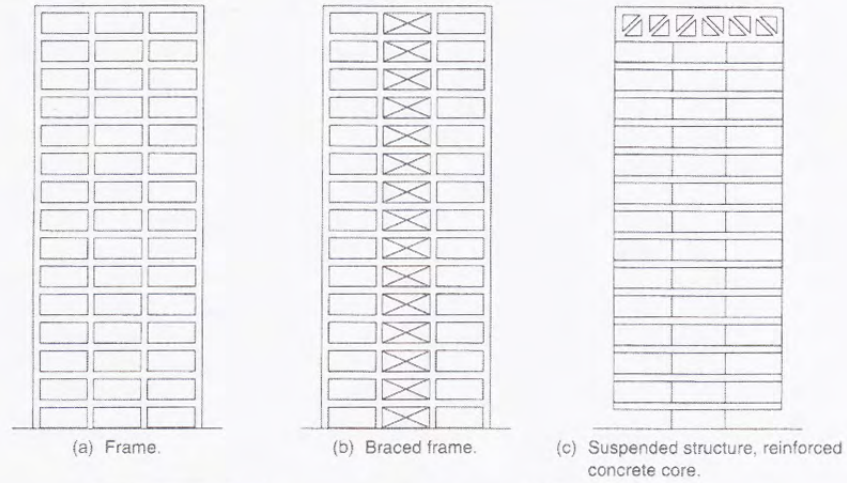 (a) Frame.
(b) Braced frame.
(c) Suspended structure, reinforced
concrete core.